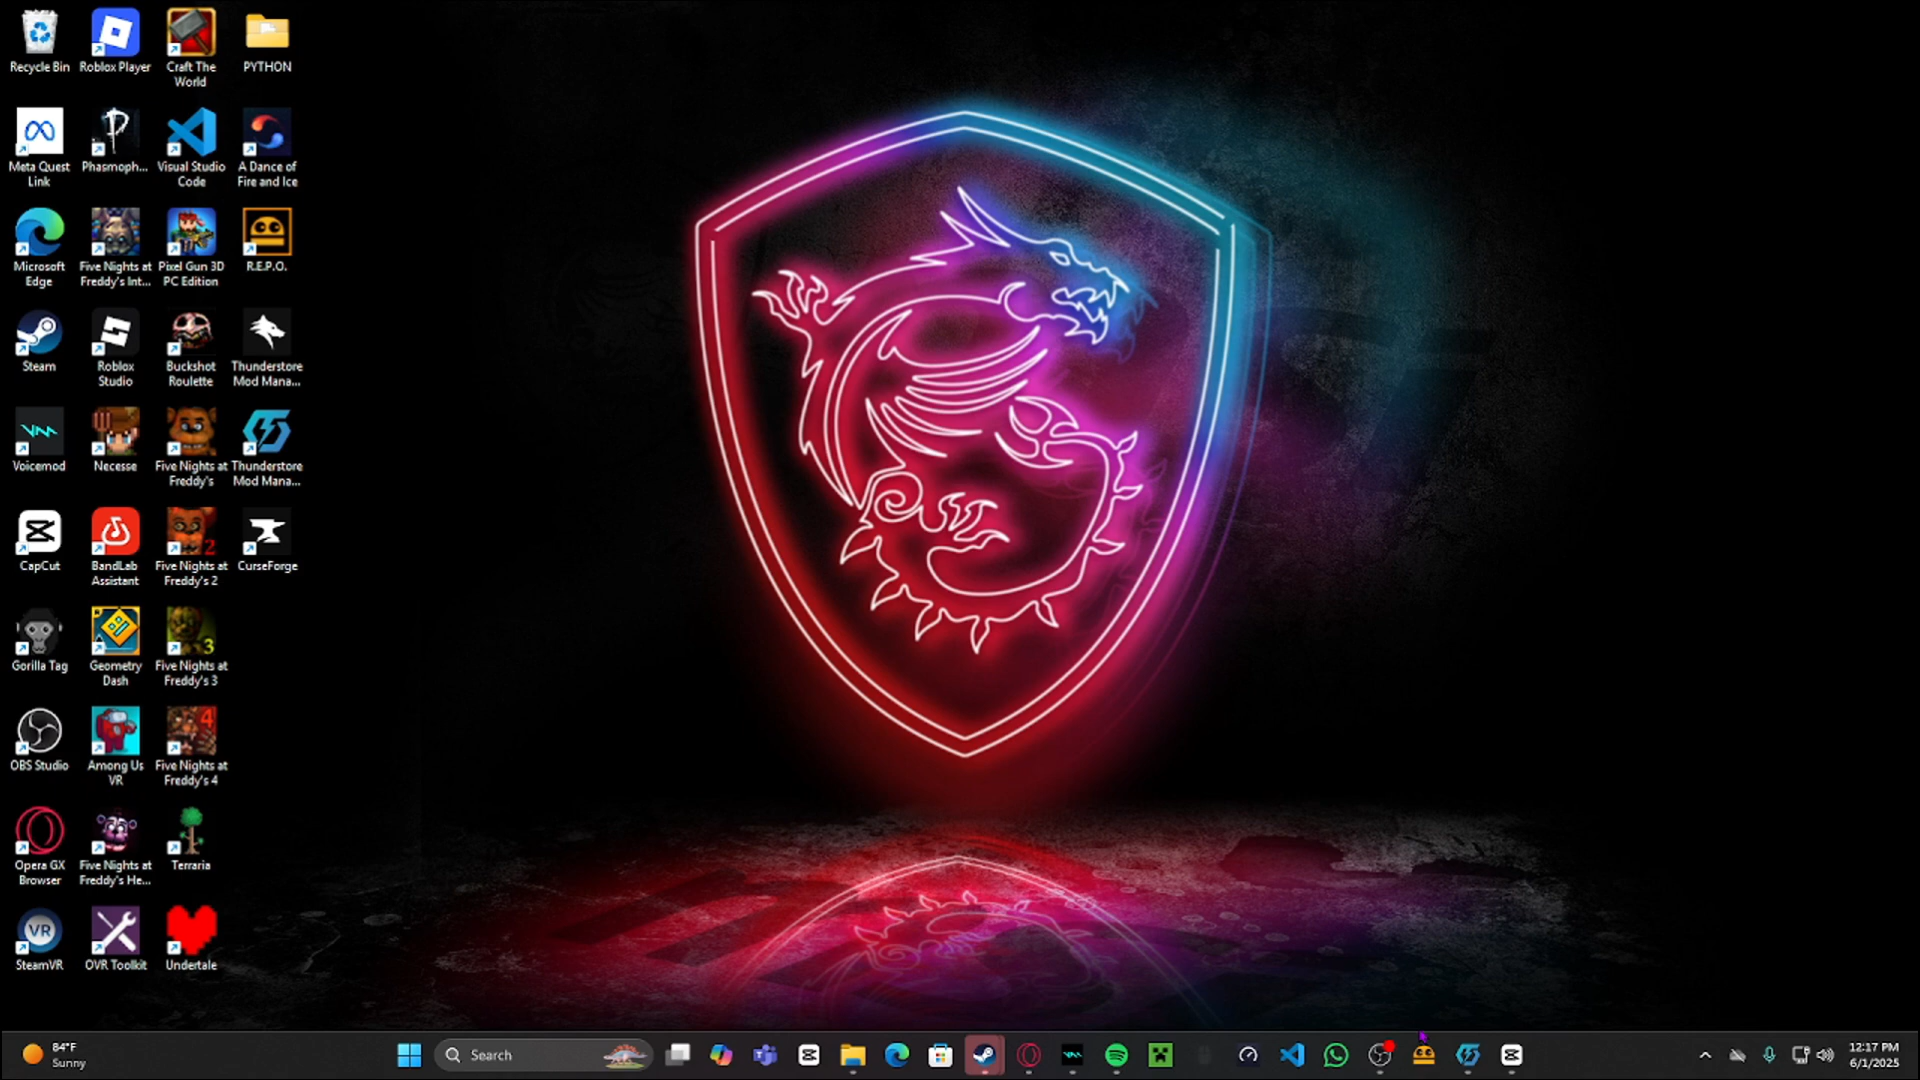 Recycle Bin
Roblox Player
Craft The
World
PYTHON
Meta Quest
Link
Phasmoph...
Visual Studio
Code
A Dance of
Fire and Ice
Microsoft
Edge
Five Nights at
Freddy's Int...
Pixel Gun 3D
PC Edition
R.E.P.O.
Steam
Roblox
Studio
Buckshot
Roulette
Thunderstore
Mod Mana...
Voicemod
Necesse
Five Nights at
Freddy's
Thunderstore
Mod Mana...
CapCut
BandLab
Assistant
2
Five Nights at
Freddy's 2
CurseForge
Gorilla Tag
Geometry
Dash
3
Five Nights at
Freddy's 3
OBS Studio
Among Us
VR
4
Five Nights at
Freddy's 4
Opera GX
Browser
Five Nights at
Freddy's He...
Terraria
VR
SteamVR
OVR Toolkit
Undertale
84°F
Sunny
Search
12:17 PM
6/1/2025